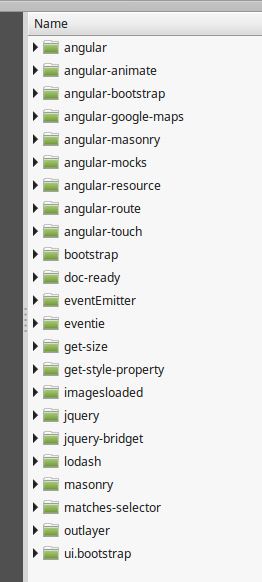 Name
angular
angular-animate
angular-bootstrap
angular-google-maps
angular-masonry
angular-mocks
angular-resource
angular-route
angular-touch
bootstrap
doc-ready
eventEmitter
eventie
get-size
get-style-property
imagesloaded
jquery
jquery-bridget
lodash
masonry
matches-selector
outlayer
ui.bootstrap